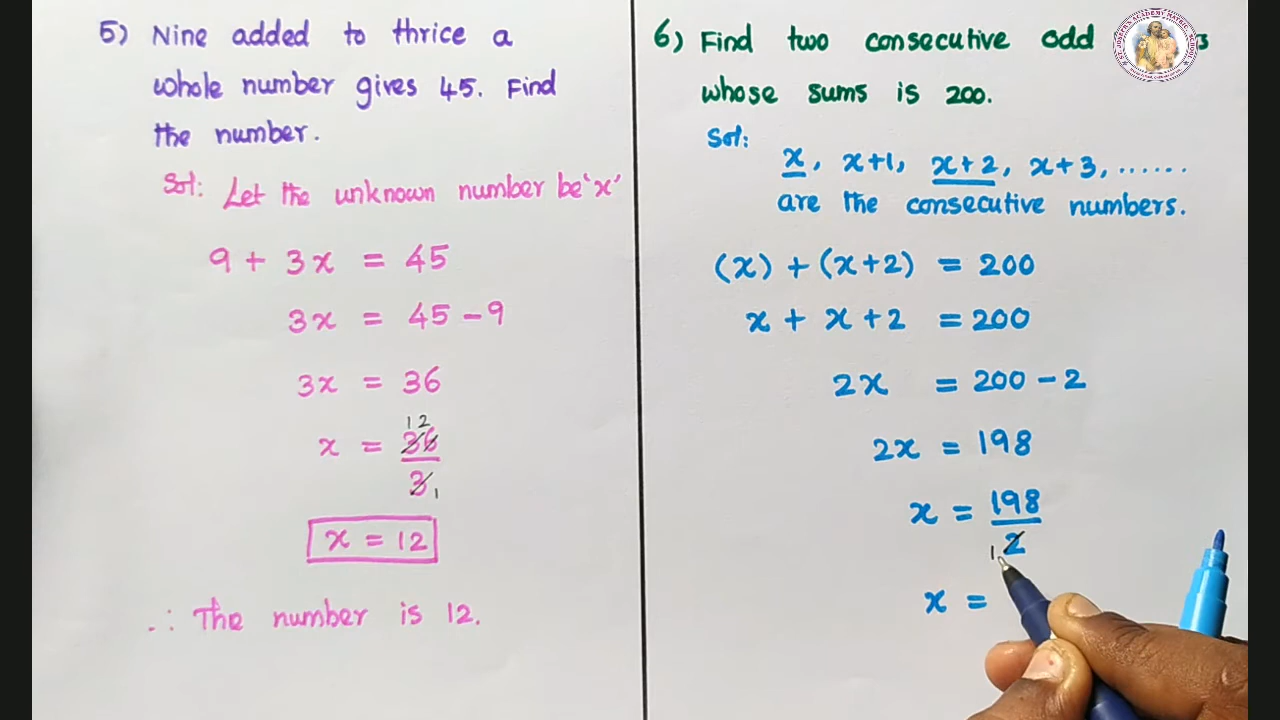 5) Nine added to thrice a
whole number gives 45. Find
the number.
Sol: Let the unknown number be 'x'
9 + 3x = 45
3x = 45 - 9
3x = 36
12
x = 36
3 1
x = 12
∴ The number is 12.
6) Find two consecutive odd
whose sums is 200.
Sol:
x, x+1, x+2, x+3, ......
are the consecutive numbers.
(x) + (x+2) = 200
x + x + 2 = 200
2x = 200 - 2
2x = 198
x = 198
1 2
x =